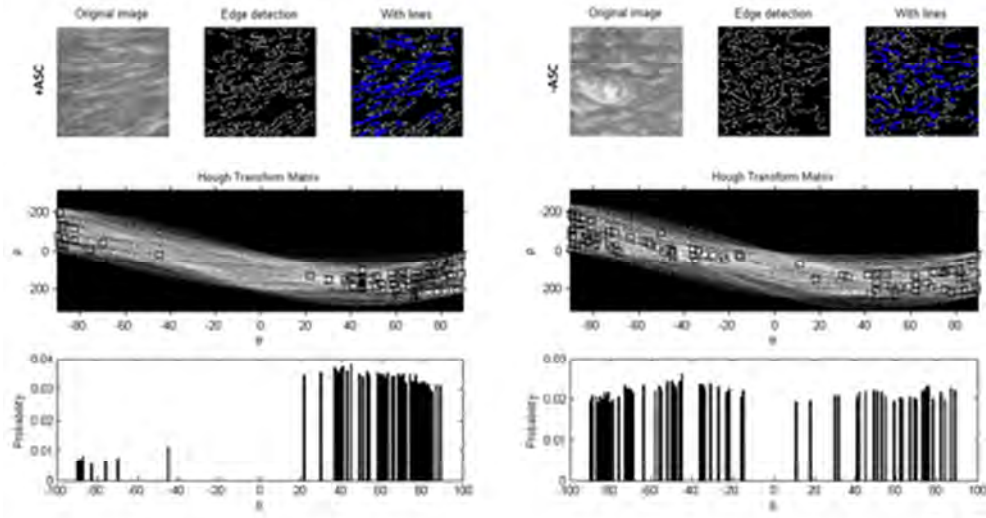 Original image Edge detection With lines
+ASC
Hough Transform Matrix
-200
0
200
ρ
-80 -60 -40 -20 0 20 40 60 80
θ
0.04
0.03
0.02
0.01
0
Probability
-100 -80 -60 -40 -20 0 20 40 60 80 100
θ
Original image Edge detection With lines
-ASC
Hough Transform Matrix
-200
0
200
ρ
-80 -60 -40 -20 0 20 40 60 80
θ
0.03
0.02
0.01
0
Probability
-100 -80 -60 -40 -20 0 20 40 60 80 100
θ